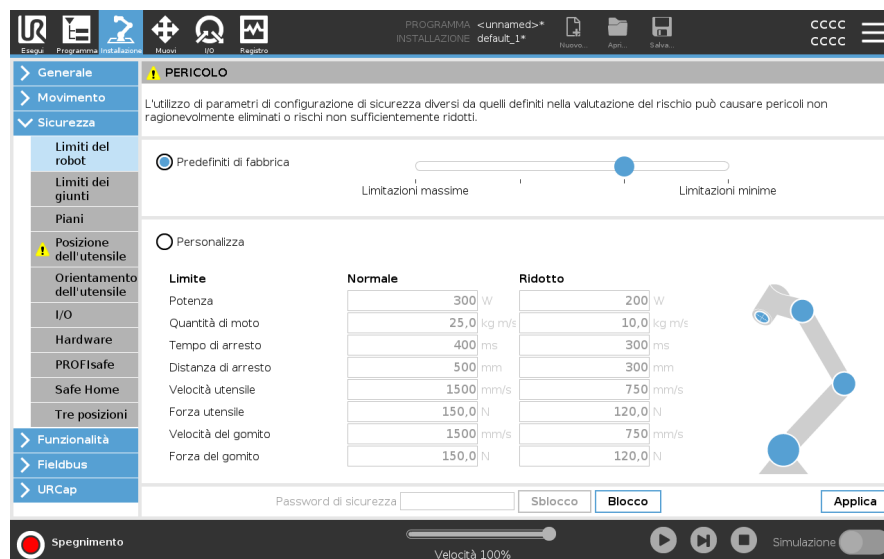 PROGRAMMA <unnamed>*
INSTALLAZIONE default_1*
Esegui Programma Installazione Muovi I/O Registro Nuovo... Apri... Salva...
cccc
cccc
Generale
Movimento
Sicurezza
Limiti del
robot
Limiti dei
giunti
Piani
Posizione
dell'utensile
Orientamento
dell'utensile
I/O
Hardware
PROFIsafe
Safe Home
Tre posizioni
Funzionalità
Fieldbus
URCap
PERICOLO
L'utilizzo di parametri di configurazione di sicurezza diversi da quelli definiti nella valutazione del rischio può causare pericoli non
ragionevolmente eliminati o rischi non sufficientemente ridotti.
Predefiniti di fabbrica
Limitazioni massime Limitazioni minime
Personalizza
Limite Normale Ridotto
Potenza 300 W 200 W
Quantità di moto 25,0 kg m/s 10,0 kg m/s
Tempo di arresto 400 ms 300 ms
Distanza di arresto 500 mm 300 mm
Velocità utensile 1500 mm/s 750 mm/s
Forza utensile 150,0 N 120,0 N
Velocità del gomito 1500 mm/s 750 mm/s
Forza del gomito 150,0 N 120,0 N
Password di sicurezza Sblocco Blocco Applica
Spegnimento Velocità 100% Simulazione